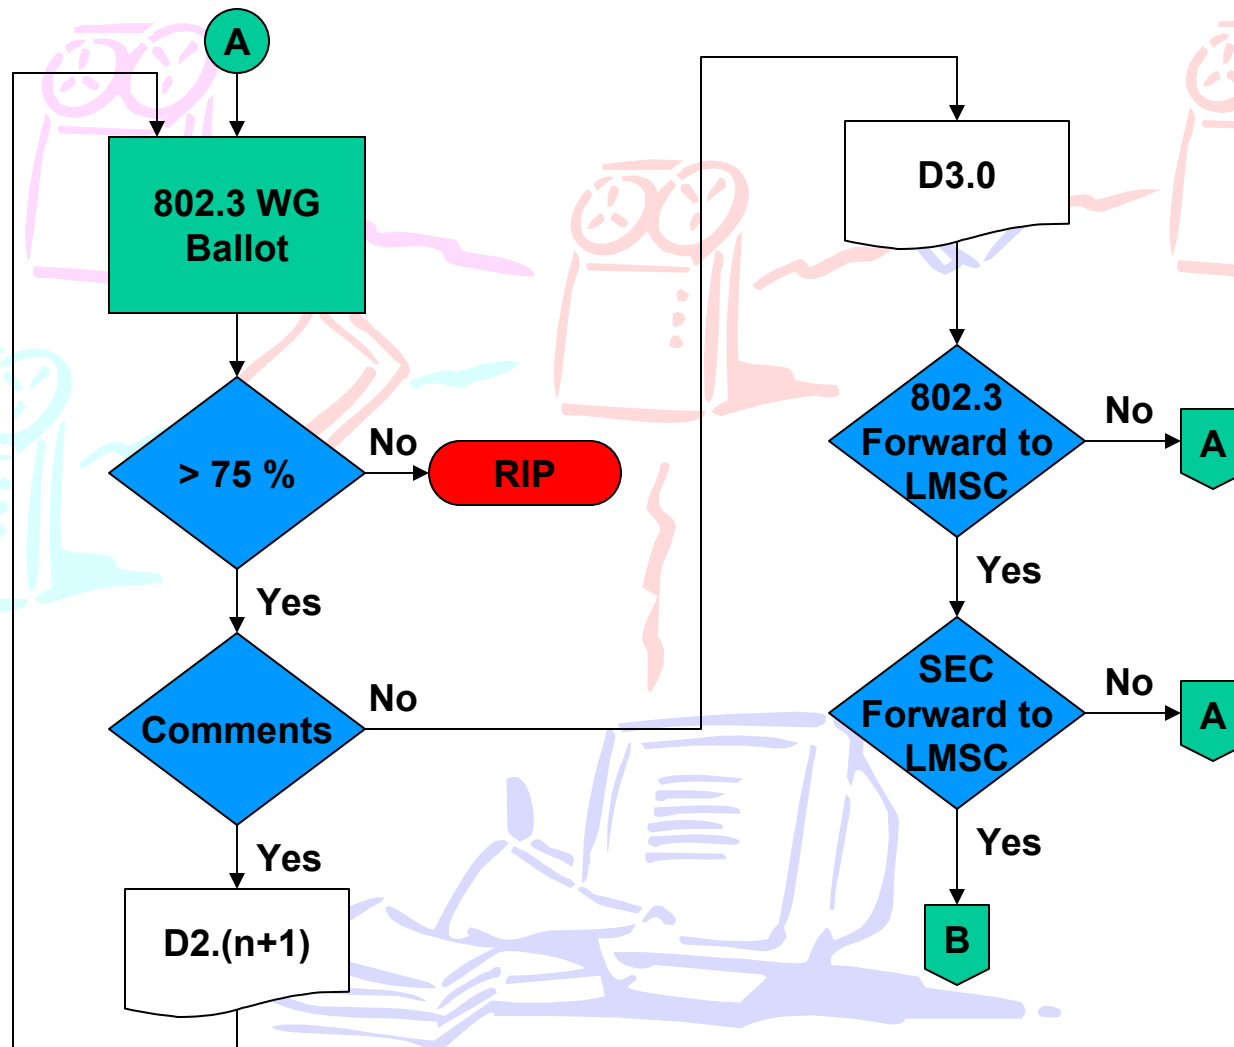 A
802.3 WG
Ballot
> 75 %
No
RIP
Yes
Comments
No
Yes
D2.(n+1)
D3.0
802.3
Forward to
LMSC
No
A
Yes
SEC
Forward to
LMSC
No
A
Yes
B